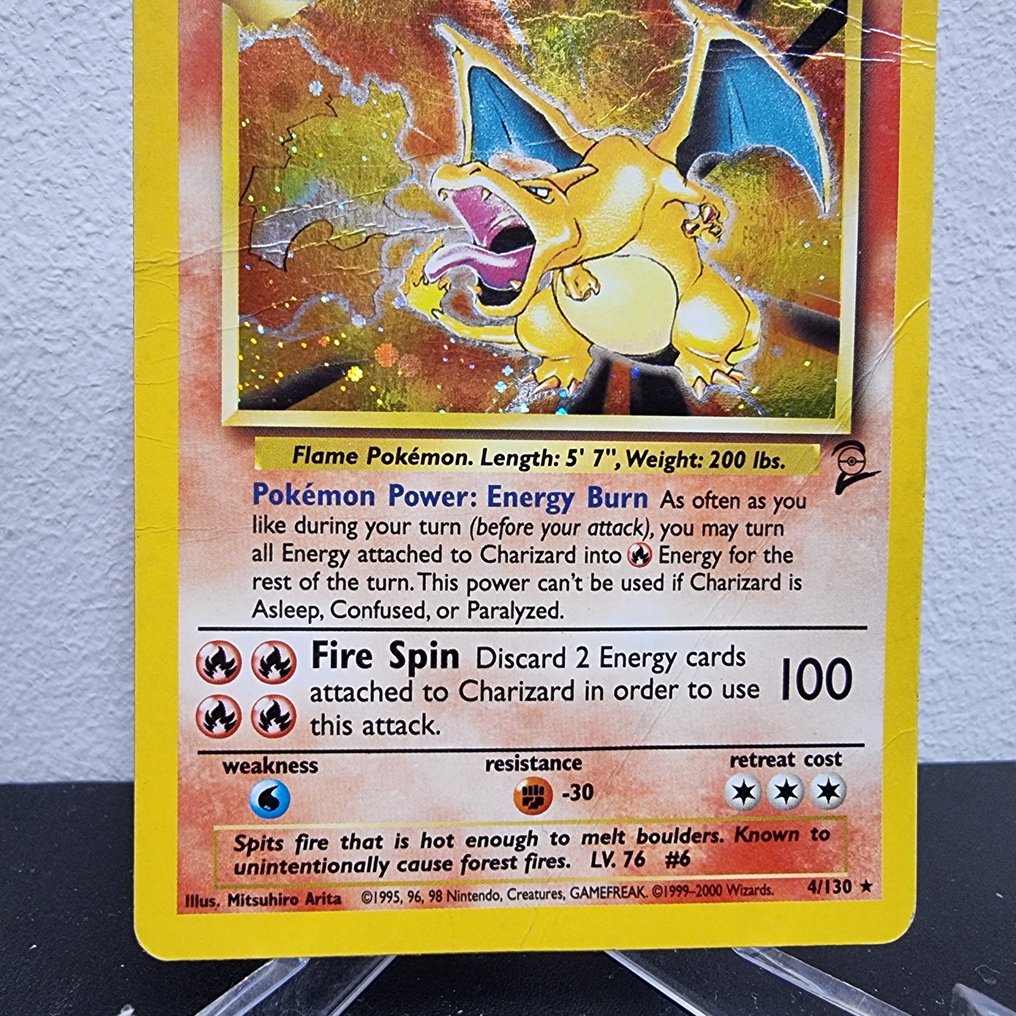 Flame Pokémon. Length: 5' 7", Weight: 200 lbs.
Pokémon Power: Energy Burn As often as you
like during your turn (before your attack), you may turn
all Energy attached to Charizard into Energy for the
rest of the turn. This power can't be used if Charizard is
Asleep, Confused, or Paralyzed.
Fire Spin Discard 2 Energy cards
attached to Charizard in order to use 100
this attack.
weakness resistance retreat cost
-30
Spits fire that is hot enough to melt boulders. Known to
unintentionally cause forest fires. LV. 76 #6
Illus. Mitsuhiro Arita ©1995, 96, 98 Nintendo, Creatures, GAMEFREAK. ©1999-2000 Wizards. 4/130 ★